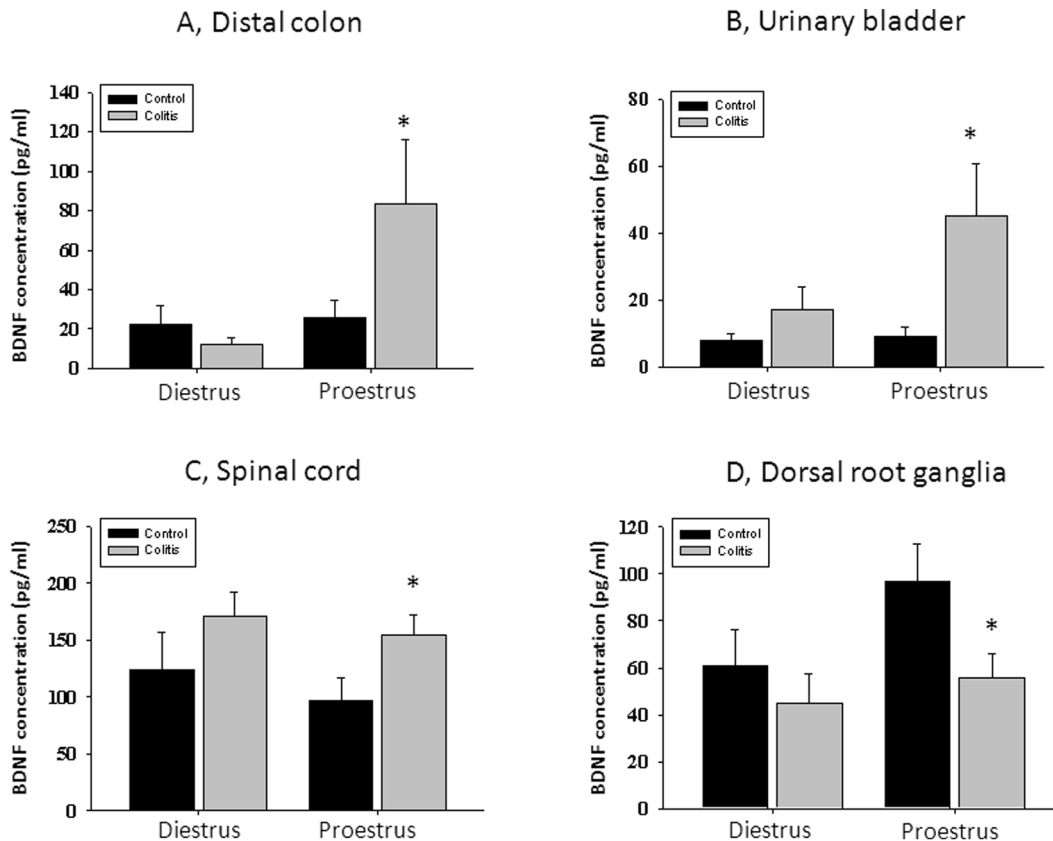 A, Distal colon
BDNF concentration (pg/ml)
140
120
100
80
60
40
20
0
Control
Colitis
*
Diestrus
Proestrus
B, Urinary bladder
BDNF concentration (pg/ml)
80
60
40
20
0
Control
Colitis
*
Diestrus
Proestrus
C, Spinal cord
BDNF concentration (pg/ml)
250
200
150
100
50
0
Control
Colitis
*
Diestrus
Proestrus
D, Dorsal root ganglia
BDNF concentration (pg/ml)
120
100
80
60
40
20
0
Control
Colitis
*
Diestrus
Proestrus